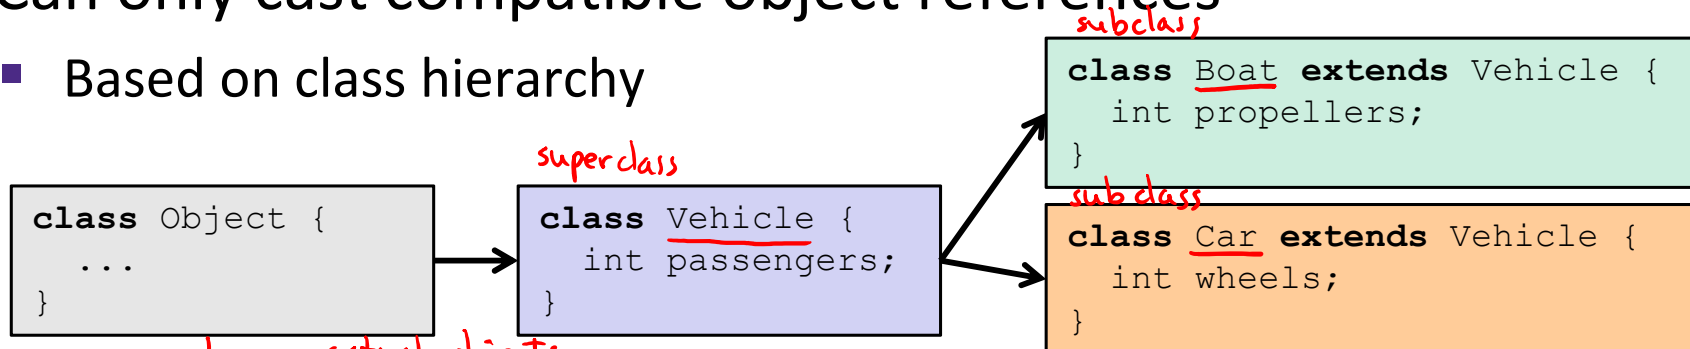 can only cast compatible object references
▪ Based on class hierarchy
superclass
class Object {
...
}
class Vehicle {
int passengers;
}
subclass
class Boat extends Vehicle {
int propellers;
}
subclass
class Car extends Vehicle {
int wheels;
}